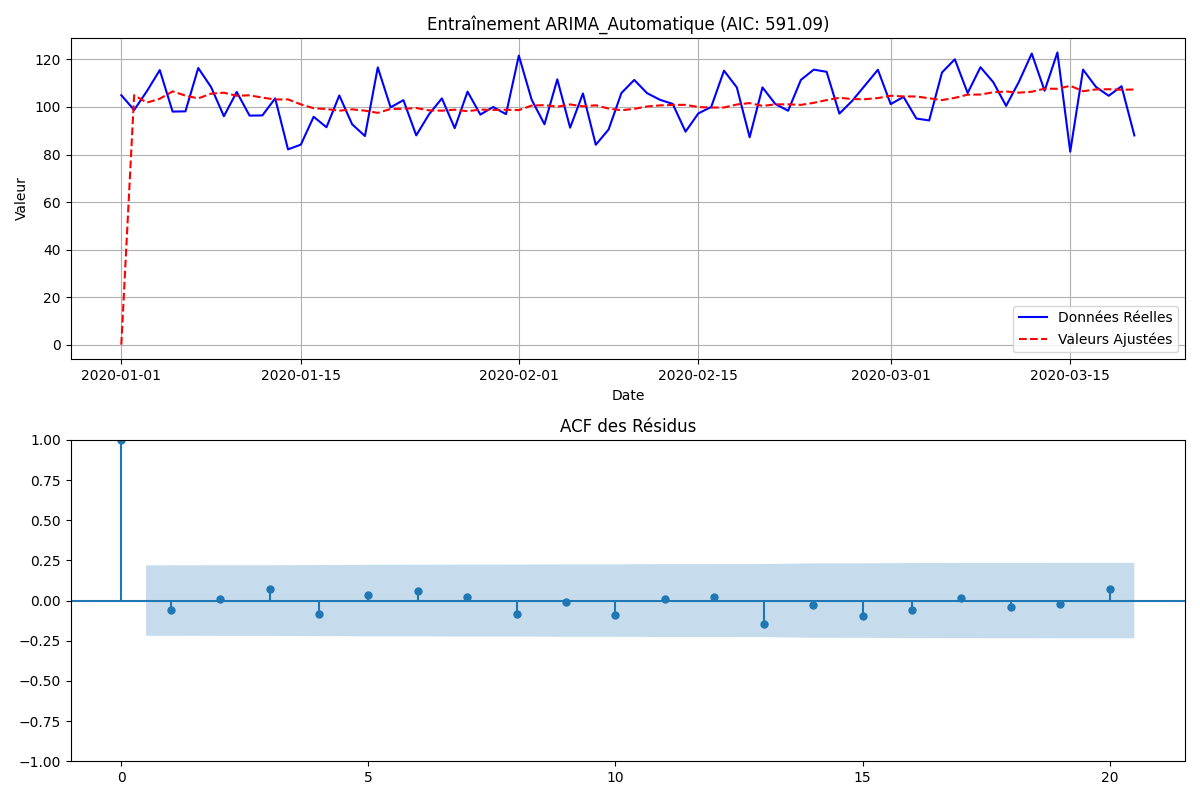 Entraînement ARIMA_Automatique (AIC: 591.09)
120
100
80
60
40
20
0
Valeur
Données Réelles
Valeurs Ajustées
2020-01-01 2020-01-15 2020-02-01 2020-02-15 2020-03-01 2020-03-15
Date
ACF des Résidus
1.00
0.75
0.50
0.25
0.00
−0.25
−0.50
−0.75
−1.00
0 5 10 15 20